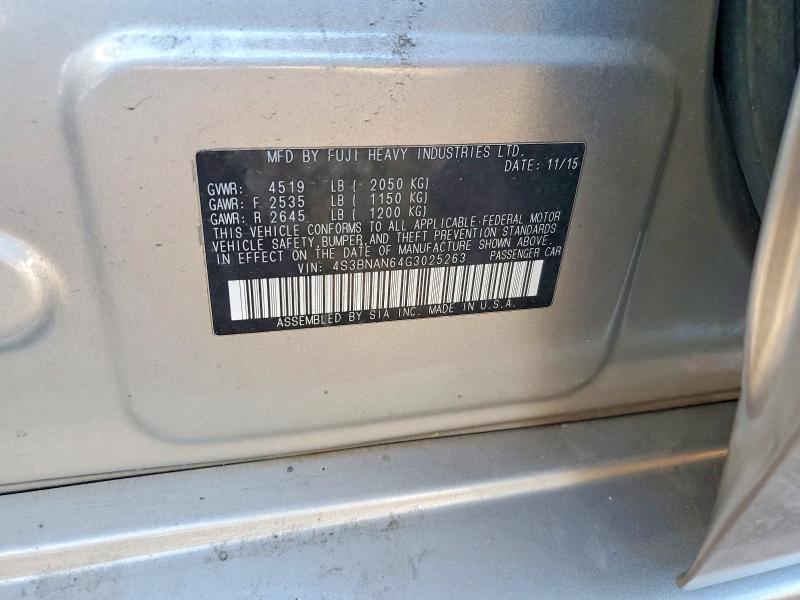 MFD BY FUJI HEAVY INDUSTRIES LTD.
DATE: 11/15
GVWR: 4519 LB ( 2050 KG)
GAWR: F 2535 LB ( 1150 KG)
GAWR: R 2645 LB ( 1200 KG)
THIS VEHICLE CONFORMS TO ALL APPLICABLE FEDERAL MOTOR
VEHICLE SAFETY, BUMPER, AND THEFT PREVENTION STANDARDS
IN EFFECT ON THE DATE OF MANUFACTURE SHOWN ABOVE.
VIN: 4S3BNAN64G3025263 PASSENGER CAR
ASSEMBLED BY SIA INC. MADE IN U.S.A.